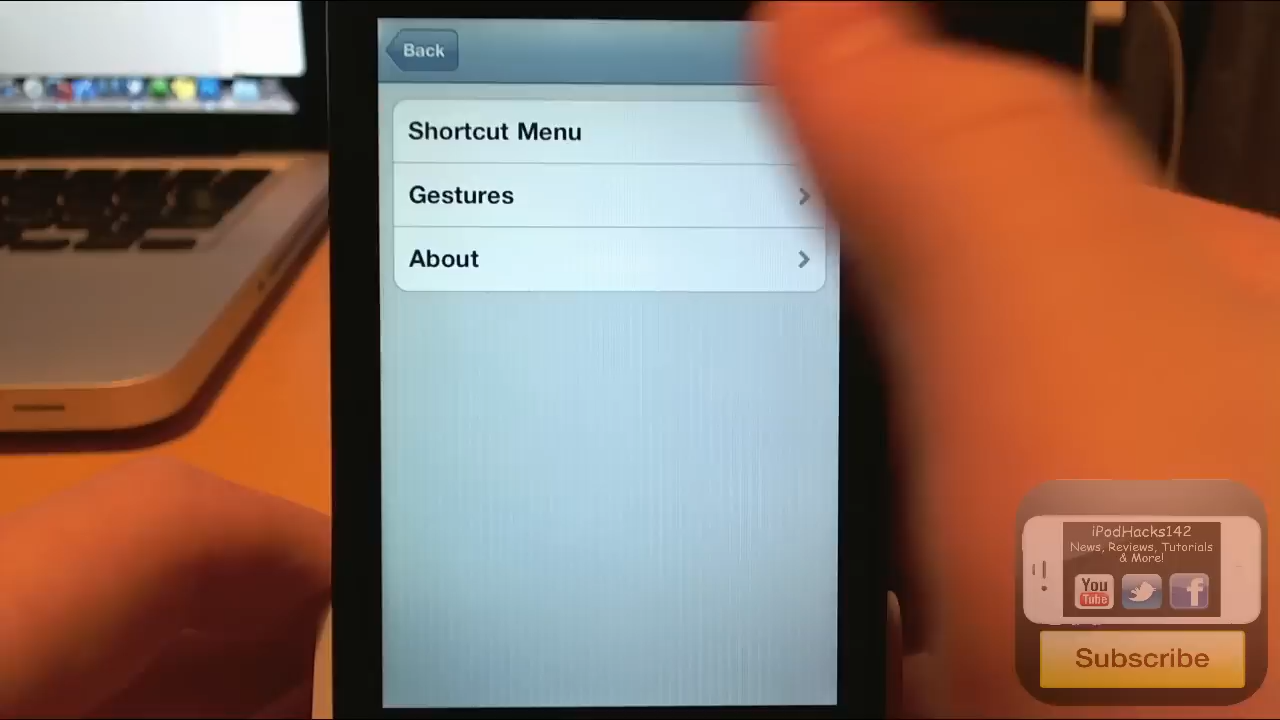 Back
Shortcut Menu
Gestures
About
iPodHacks142
News, Reviews, Tutorials
& More!
You
Tube
Subscribe